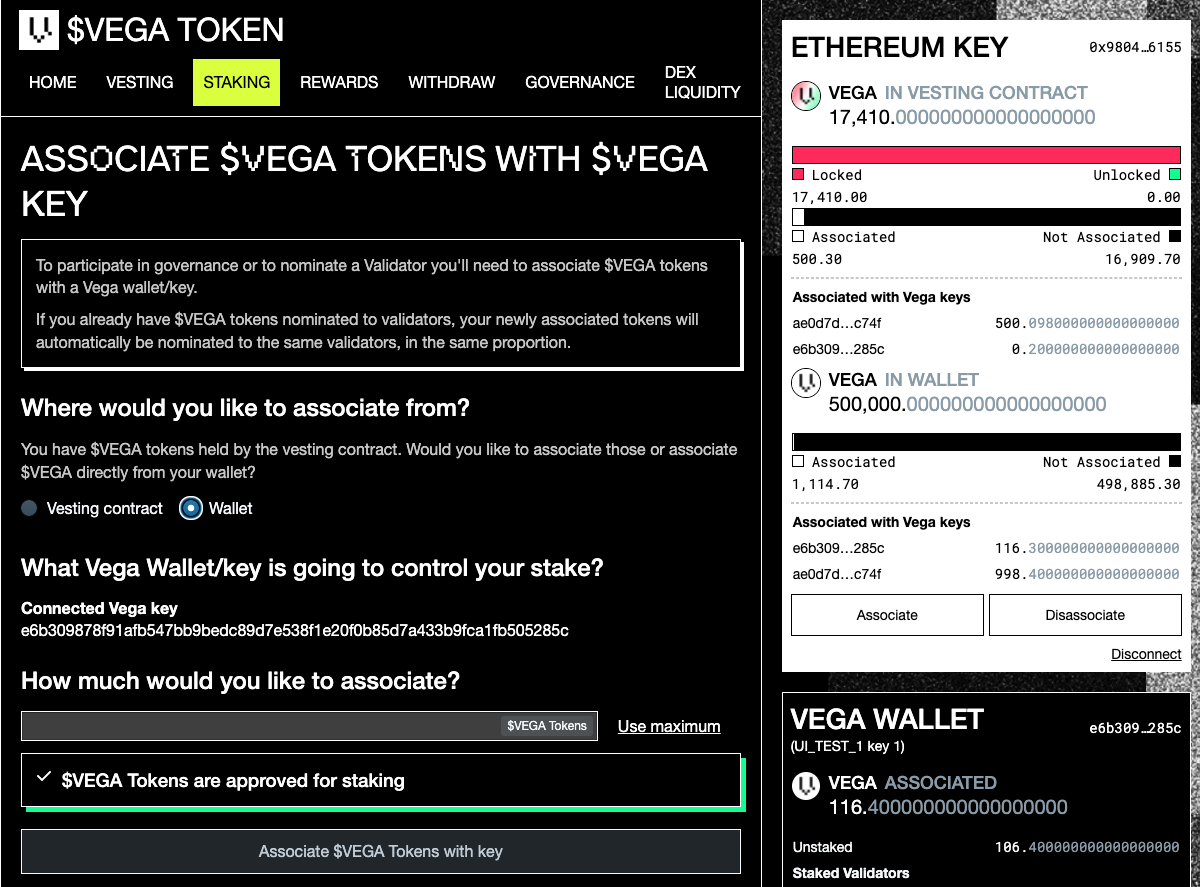 $VEGA TOKEN
HOME VESTING STAKING REWARDS WITHDRAW GOVERNANCE DEX LIQUIDITY
ASSOCIATE $VEGA TOKENS WITH $VEGA
KEY
To participate in governance or to nominate a Validator you'll need to associate $VEGA tokens
with a Vega wallet/key.
If you already have $VEGA tokens nominated to validators, your newly associated tokens will
automatically be nominated to the same validators, in the same proportion.
Where would you like to associate from?
You have $VEGA tokens held by the vesting contract. Would you like to associate those or associate
$VEGA directly from your wallet?
Vesting contract Wallet
What Vega Wallet/key is going to control your stake?
Connected Vega key
e6b309878f91afb547bb9bedc89d7e538f1e20f0b85d7a433b9fca1fb505285c
How much would you like to associate?
$VEGA Tokens Use maximum
$VEGA Tokens are approved for staking
Associate $VEGA Tokens with key
ETHEREUM KEY 0x9804…6155
VEGA IN VESTING CONTRACT
17,410.000000000000000000
Locked Unlocked
17,410.00 0.00
Associated Not Associated
500.30 16,909.70
Associated with Vega keys
ae0d7d…c74f 500.098000000000000000
e6b309…285c 0.200000000000000000
VEGA IN WALLET
500,000.000000000000000000
Associated Not Associated
1,114.70 498,885.30
Associated with Vega keys
e6b309…285c 116.300000000000000000
ae0d7d…c74f 998.400000000000000000
Associate Disassociate
Disconnect
VEGA WALLET e6b309…285c
(UI_TEST_1 key 1)
VEGA ASSOCIATED
116.400000000000000000
Unstaked 106.400000000000000000
Staked Validators